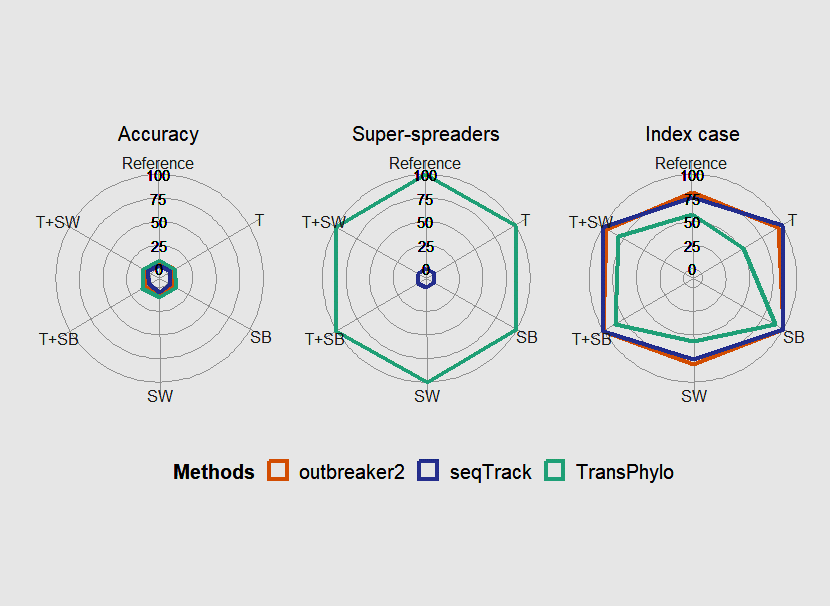 Accuracy
Super-spreaders
Index case
Reference
100
75
50
25
0
T
SB
SW
T+SB
T+SW
Reference
100
75
50
25
0
T
SB
SW
T+SB
T+SW
Reference
100
75
50
25
0
T
SB
SW
T+SB
T+SW
Methods outbreaker2 seqTrack TransPhylo